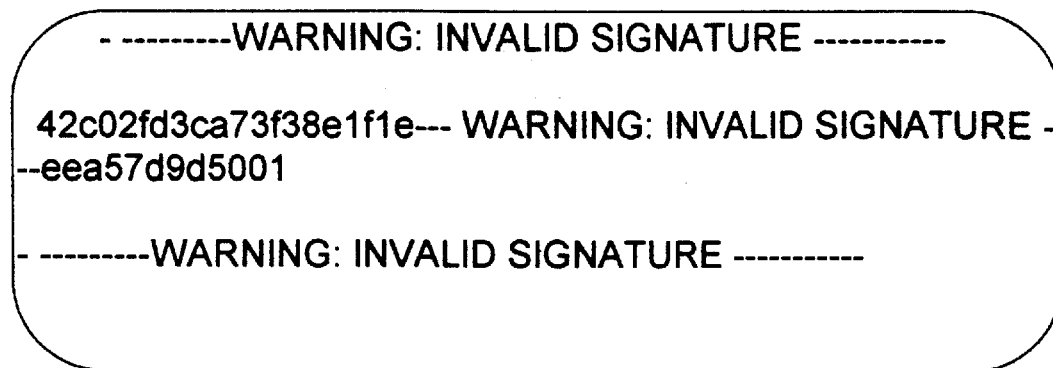 - ---------WARNING: INVALID SIGNATURE -----------
42c02fd3ca73f38e1f1e--- WARNING: INVALID SIGNATURE -
--eea57d9d5001
- ---------WARNING: INVALID SIGNATURE -----------